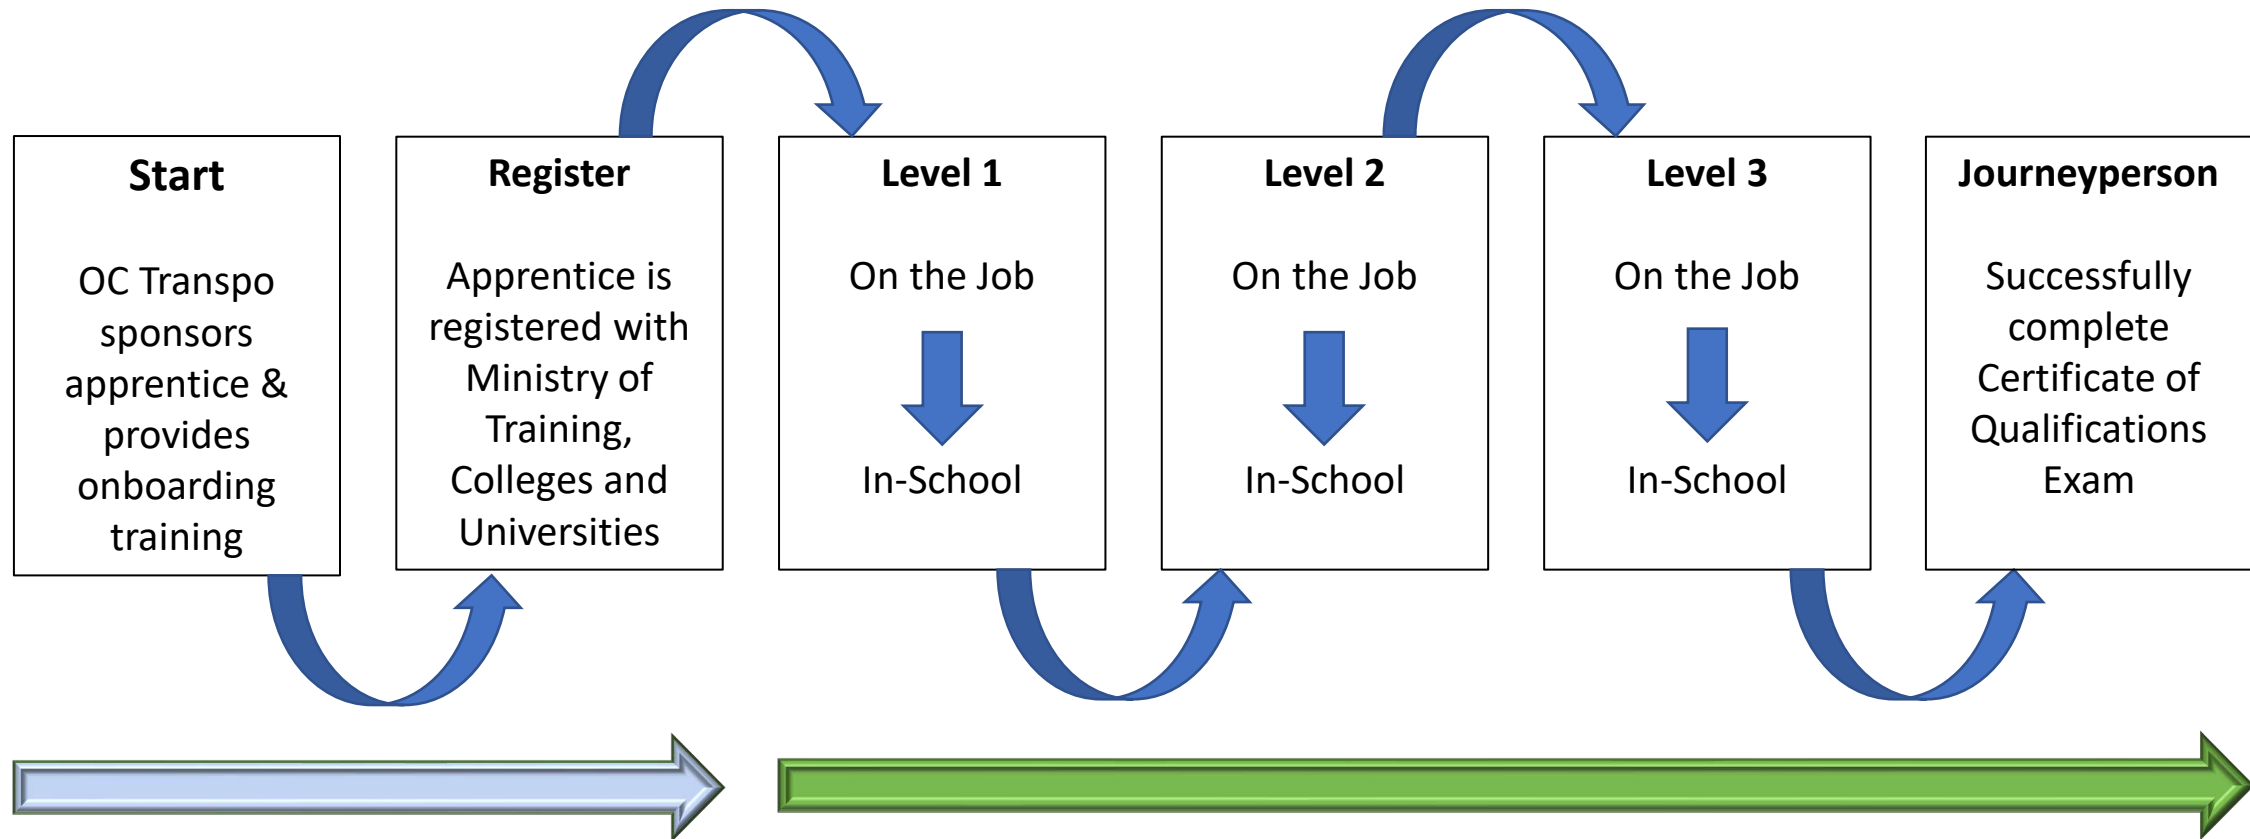 Start
OC Transpo
sponsors
apprentice &
provides
onboarding
training
Register
Apprentice is
registered with
Ministry of
Training,
Colleges and
Universities
Level 1
On the Job
In-School
Level 2
On the Job
In-School
Level 3
On the Job
In-School
Journeyperson
Successfully
complete
Certificate of
Qualifications
Exam